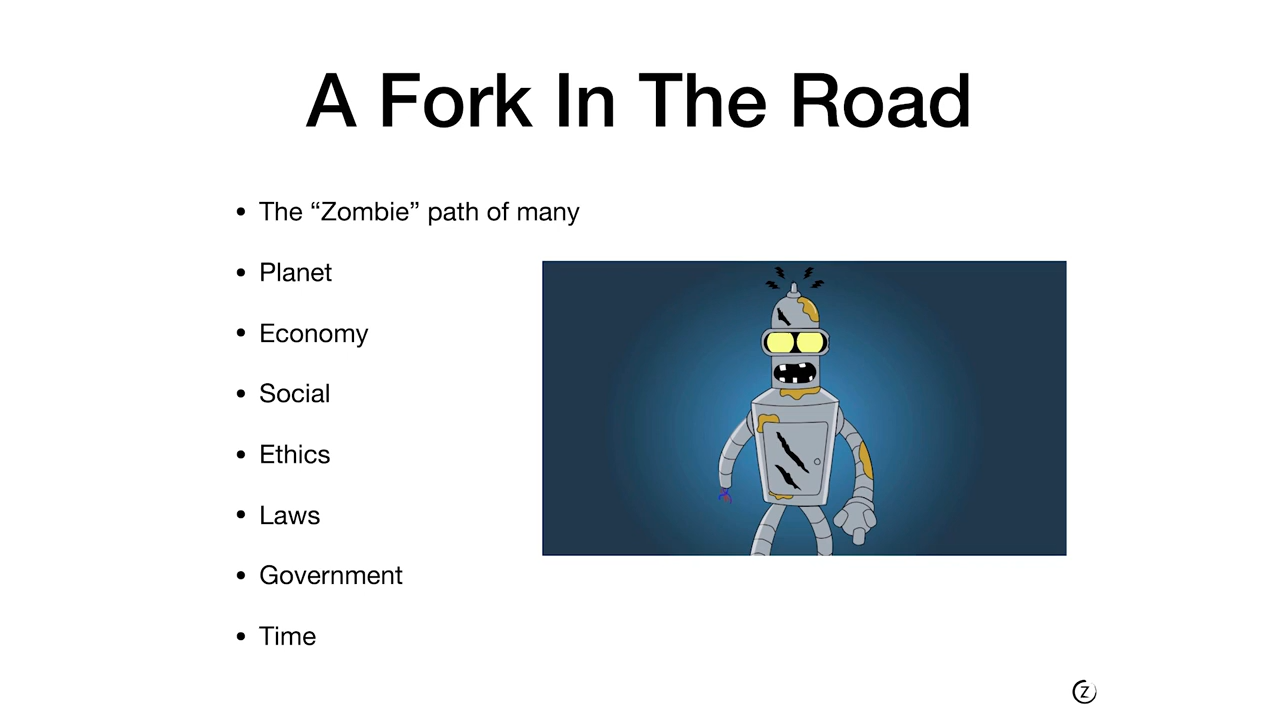 A Fork In The Road
• The “Zombie” path of many
• Planet
• Economy
• Social
• Ethics
• Laws
• Government
• Time
Z